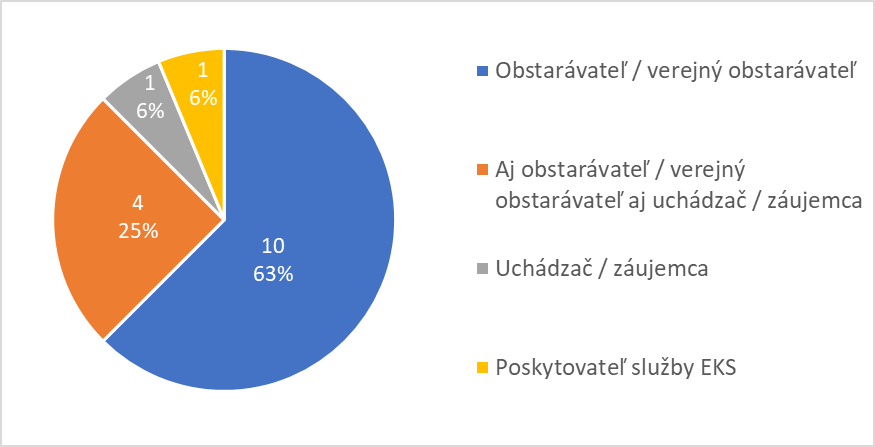 1
6%
1
6%
4
25%
10
63%
Obstarávateľ / verejný obstarávateľ
Aj obstarávateľ / verejný
obstarávateľ aj uchádzač / záujemca
Uchádzač / záujemca
Poskytovateľ služby EKS